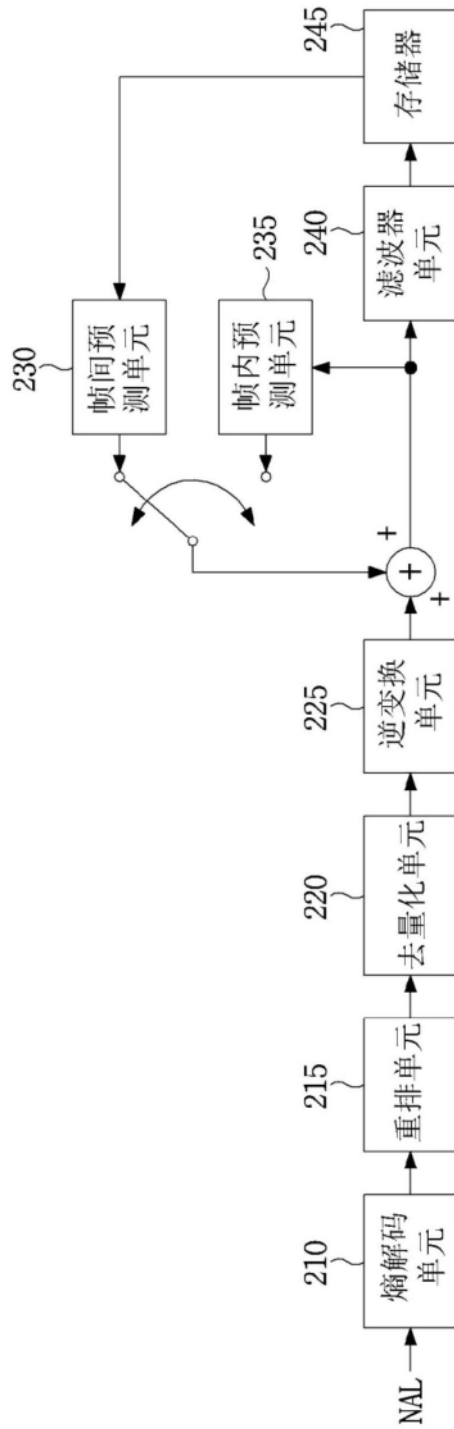 230
帧间预
测单元
235
帧内预
测单元
245
存储器
240
滤波器
单元
+
+
+
225
逆变换
单元
220
去量化单元
215
重排单元
210
熵解码
单元
NAL